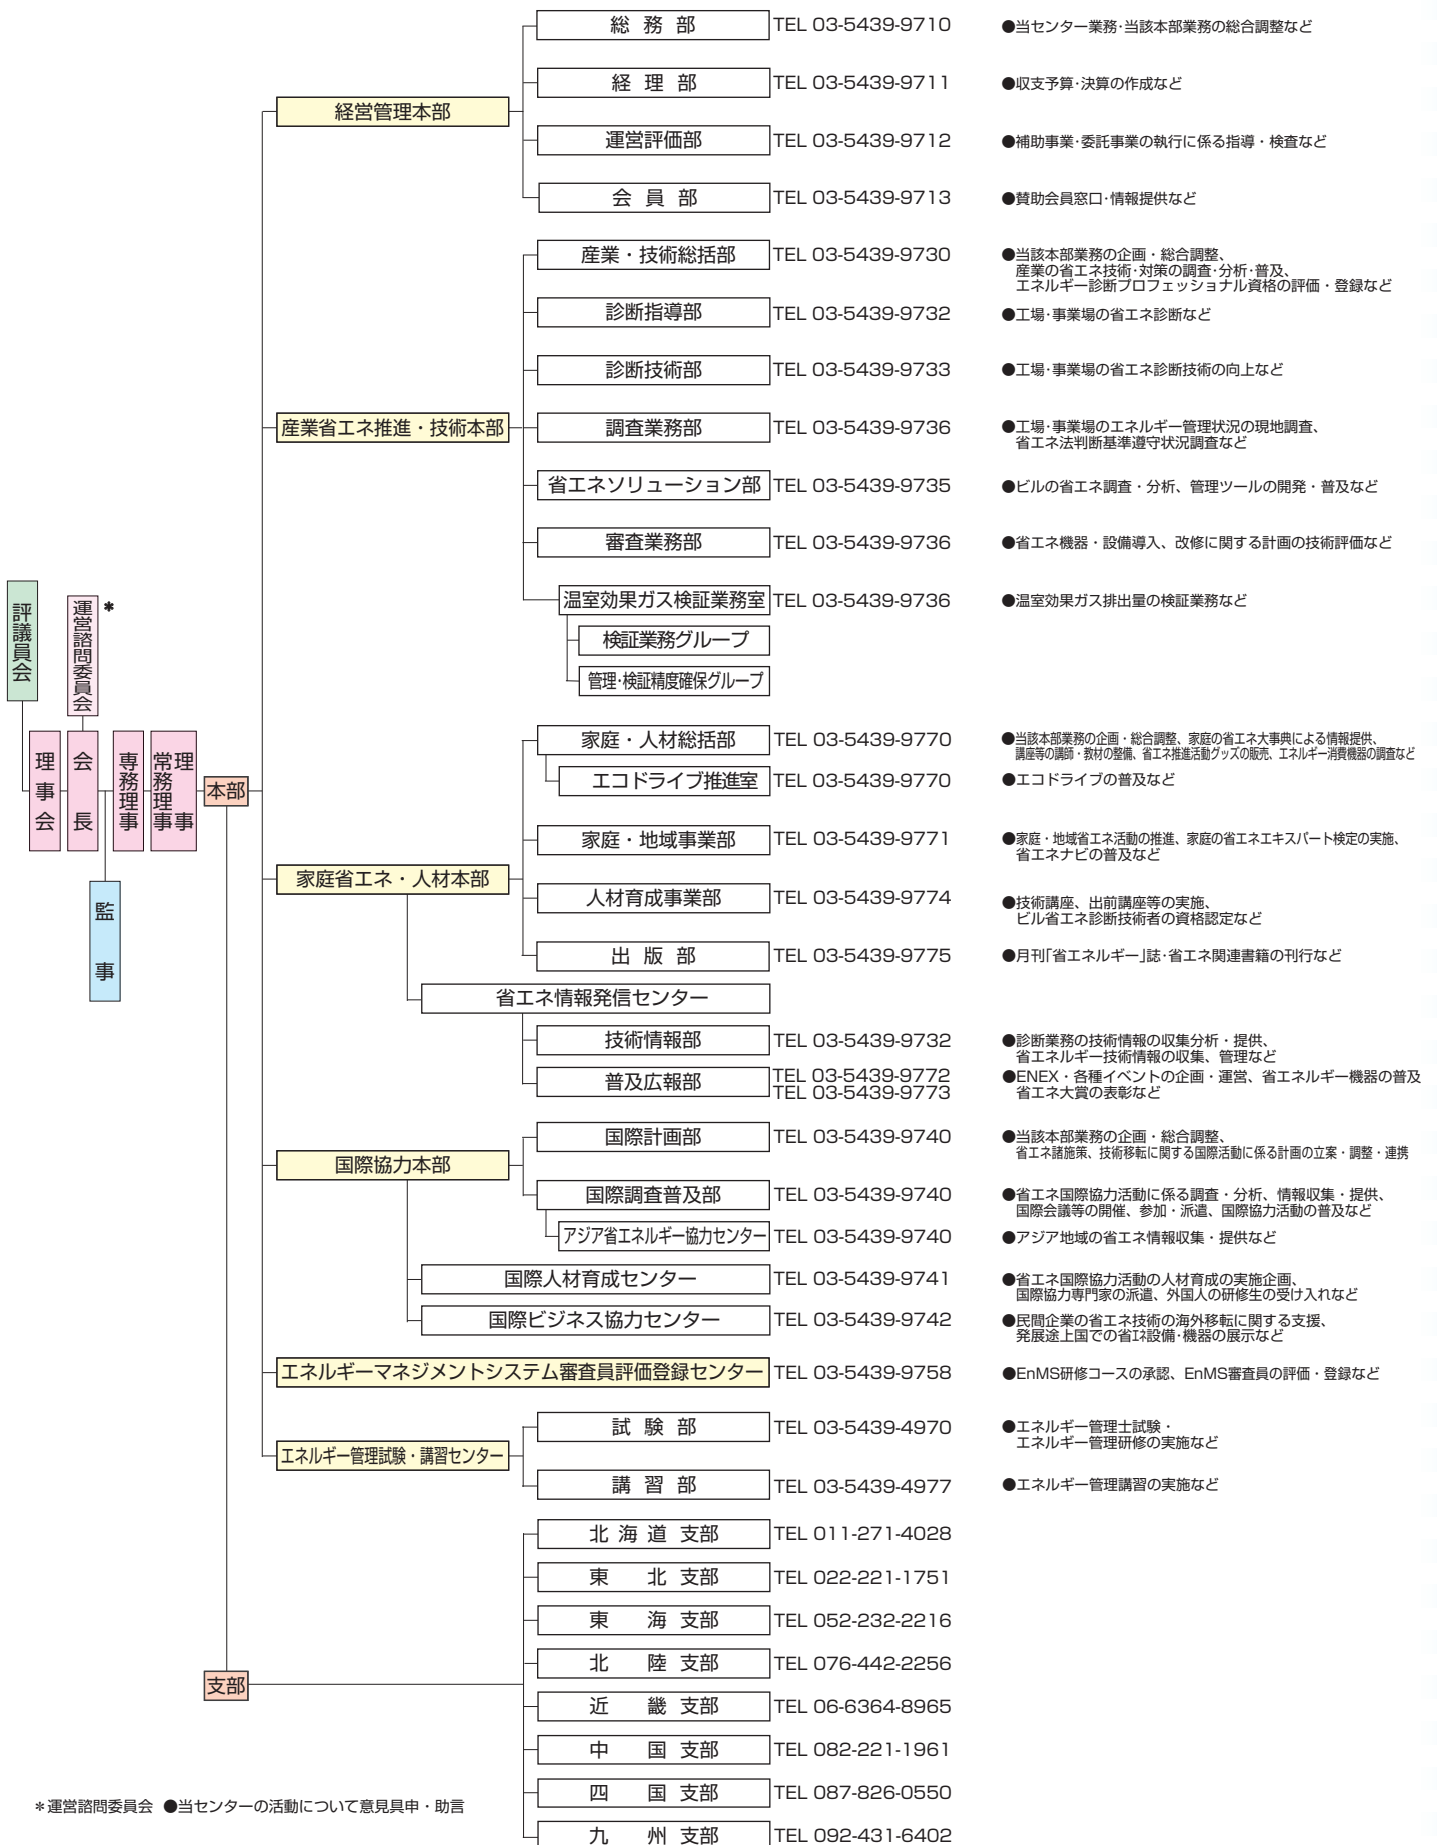 評議員会
運営諮問委員会
*
理事会
会長
専務理事
常務理事
理事
監事
本部
経営管理本部
総務部 TEL 03-5439-9710 ●当センター業務・当該本部業務の総合調整など
経理部 TEL 03-5439-9711 ●収支予算・決算の作成など
運営評価部 TEL 03-5439-9712 ●補助事業・委託事業の執行に係る指導・検査など
会員部 TEL 03-5439-9713 ●賛助会員窓口・情報提供など
産業省エネ推進・技術本部
産業・技術総括部 TEL 03-5439-9730 ●当該本部業務の企画・総合調整、
産業の省エネ技術・対策の調査・分析・普及、
エネルギー診断プロフェッショナル資格の評価・登録など
診断指導部 TEL 03-5439-9732 ●工場・事業場の省エネ診断など
診断技術部 TEL 03-5439-9733 ●工場・事業場の省エネ診断技術の向上など
調査業務部 TEL 03-5439-9736 ●工場・事業場のエネルギー管理状況の現地調査、
省エネ法判断基準遵守状況調査など
省エネソリューション部 TEL 03-5439-9735 ●ビルの省エネ調査・分析、管理ツールの開発・普及など
審査業務部 TEL 03-5439-9736 ●省エネ機器・設備導入、改修に関する計画の技術評価など
温室効果ガス検証業務室 TEL 03-5439-9736 ●温室効果ガス排出量の検証業務など
検証業務グループ
管理・検証精度確保グループ
家庭省エネ・人材本部
家庭・人材総括部 TEL 03-5439-9770 ●当該本部業務の企画・総合調整、家庭の省エネ大事典による情報提供、
講座等の講師・教材の整備、省エネ推進活動グッズの販売、エネルギー消費機器の調査など
エコドライブ推進室 TEL 03-5439-9770 ●エコドライブの普及など
家庭・地域事業部 TEL 03-5439-9771 ●家庭・地域省エネ活動の推進、家庭の省エネエキスパート検定の実施、
省エネナビの普及など
人材育成事業部 TEL 03-5439-9774 ●技術講座、出前講座等の実施、
ビル省エネ診断技術者の資格認定など
出版部 TEL 03-5439-9775 ●月刊「省エネルギー」誌・省エネ関連書籍の刊行など
省エネ情報発信センター
技術情報部 TEL 03-5439-9732 ●診断業務の技術情報の収集分析・提供、
省エネルギー技術情報の収集、管理など
普及広報部 TEL 03-5439-9772 ●ENEX・各種イベントの企画・運営、省エネルギー機器の普及
TEL 03-5439-9773 省エネ大賞の表彰など
国際協力本部
国際計画部 TEL 03-5439-9740 ●当該本部業務の企画・総合調整、
省エネ諸施策、技術移転に関する国際活動に係る計画の立案・調整・連携
国際調査普及部 TEL 03-5439-9740 ●省エネ国際協力活動に係る調査・分析、情報収集・提供、
国際会議等の開催、参加・派遣、国際協力活動の普及など
アジア省エネルギー協力センター TEL 03-5439-9740 ●アジア地域の省エネ情報収集・提供など
国際人材育成センター TEL 03-5439-9741 ●省エネ国際協力活動の人材育成の実施企画、
国際協力専門家の派遣、外国人の研修生の受け入れなど
国際ビジネス協力センター TEL 03-5439-9742 ●民間企業の省エネ技術の海外移転に関する支援、
発展途上国での省エネ設備・機器の展示など
エネルギーマネジメントシステム審査員評価登録センター TEL 03-5439-9758 ●EnMS研修コースの承認、EnMS審査員の評価・登録など
エネルギー管理試験・講習センター
試験部 TEL 03-5439-4970 ●エネルギー管理士試験・
エネルギー管理研修の実施など
講習部 TEL 03-5439-4977 ●エネルギー管理講習の実施など
支部
北海道 支部 TEL 011-271-4028
東北 支部 TEL 022-221-1751
東海 支部 TEL 052-232-2216
北陸 支部 TEL 076-442-2256
近畿 支部 TEL 06-6364-8965
中国 支部 TEL 082-221-1961
四国 支部 TEL 087-826-0550
九州 支部 TEL 092-431-6402
*運営諮問委員会 ●当センターの活動について意見具申・助言